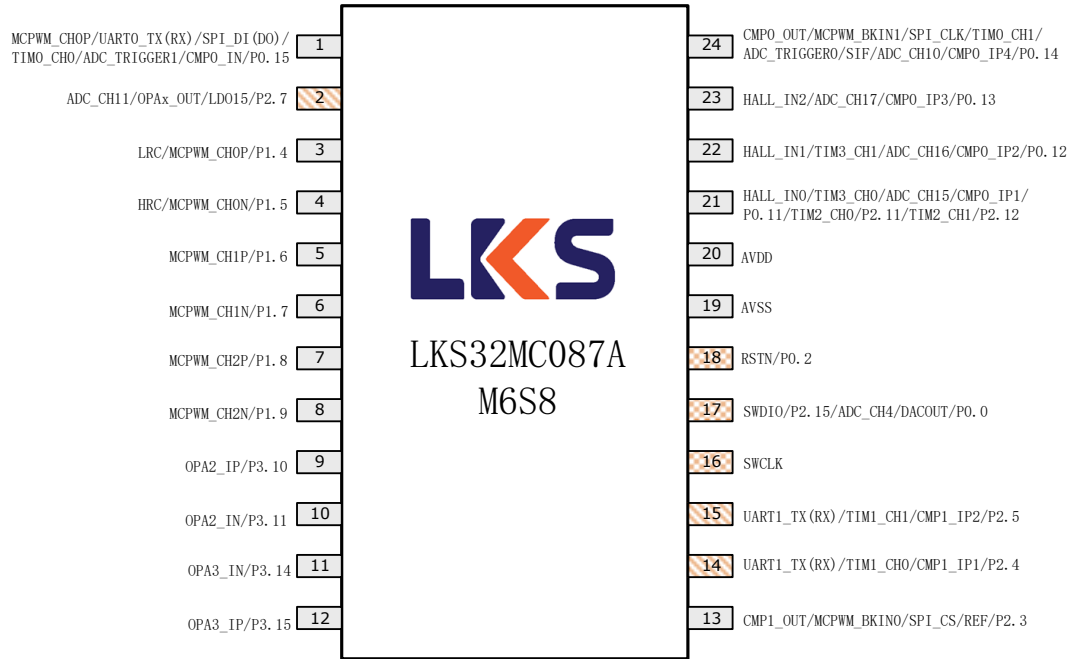 MCPWM_CH0P/UART0_TX(RX)/SPI_DI(DO)/
TIM0_CH0/ADC_TRIGGER1/CMP0_IN/P0.15
1
ADC_CH11/OPAx_OUT/LDO15/P2.7
2
LRC/MCPWM_CH0P/P1.4
3
HRC/MCPWM_CH0N/P1.5
4
MCPWM_CH1P/P1.6
5
MCPWM_CH1N/P1.7
6
MCPWM_CH2P/P1.8
7
MCPWM_CH2N/P1.9
8
OPA2_IP/P3.10
9
OPA2_IN/P3.11
10
OPA3_IN/P3.14
11
OPA3_IP/P3.15
12
LKS
LKS32MC087A
M6S8
24
CMP0_OUT/MCPWM_BKIN1/SPI_CLK/TIM0_CH1/
ADC_TRIGGER0/SIF/ADC_CH10/CMP0_IP4/P0.14
23
HALL_IN2/ADC_CH17/CMP0_IP3/P0.13
22
HALL_IN1/TIM3_CH1/ADC_CH16/CMP0_IP2/P0.12
21
HALL_IN0/TIM3_CH0/ADC_CH15/CMP0_IP1/
P0.11/TIM2_CH0/P2.11/TIM2_CH1/P2.12
20
AVDD
19
AVSS
18
RSTN/P0.2
17
SWDIO/P2.15/ADC_CH4/DACOUT/P0.0
16
SWCLK
15
UART1_TX(RX)/TIM1_CH1/CMP1_IP2/P2.5
14
UART1_TX(RX)/TIM1_CH0/CMP1_IP1/P2.4
13
CMP1_OUT/MCPWM_BKIN0/SPI_CS/REF/P2.3